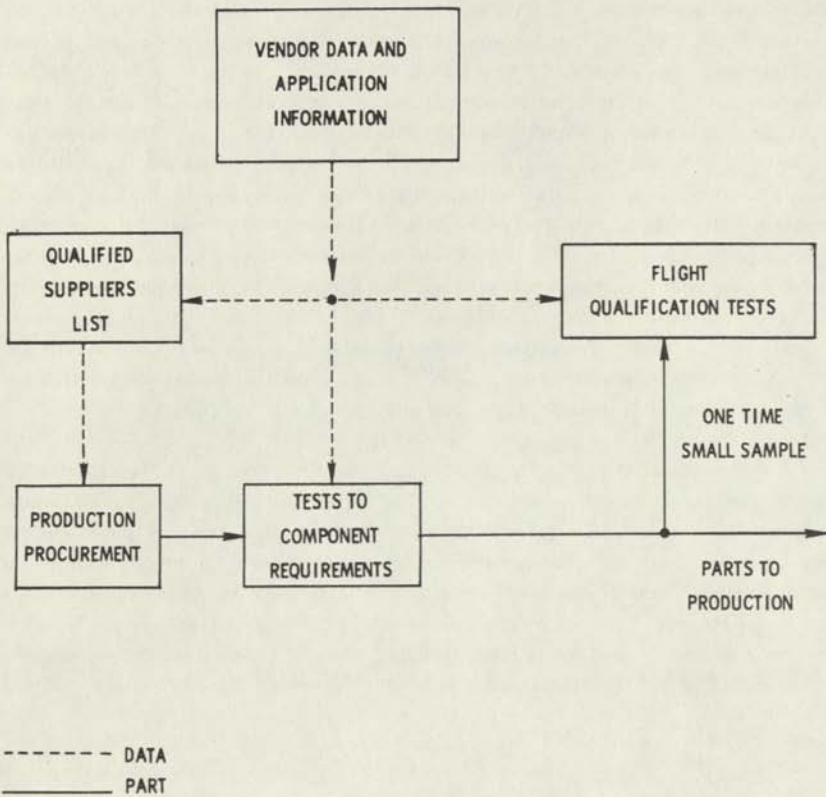 VENDOR DATA AND
APPLICATION
INFORMATION
QUALIFIED
SUPPLIERS
LIST
FLIGHT
QUALIFICATION TESTS
ONE TIME
SMALL SAMPLE
PRODUCTION
PROCUREMENT
TESTS TO
COMPONENT
REQUIREMENTS
PARTS TO
PRODUCTION
DATA
PART